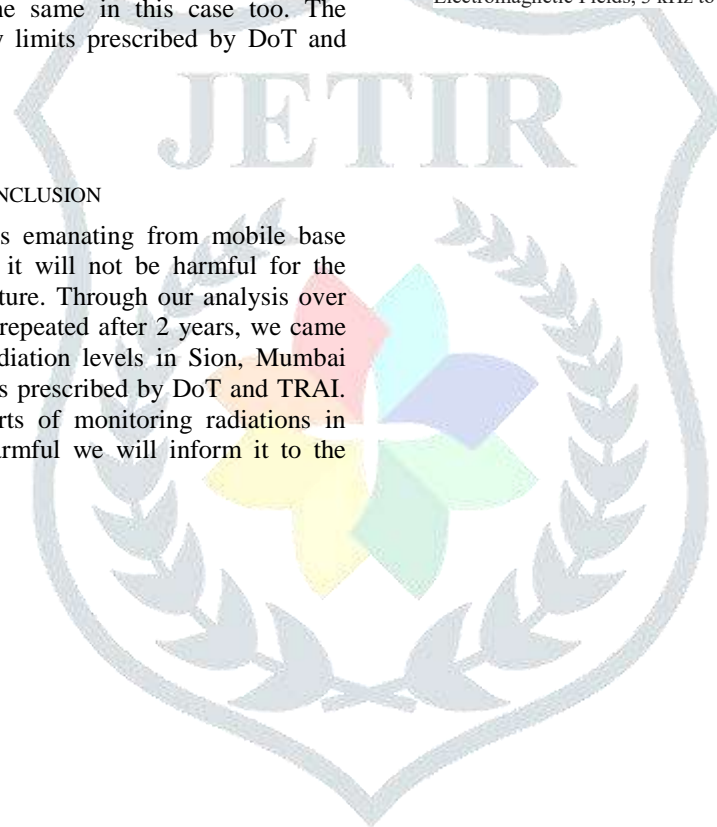 he same in this case too. The
limits prescribed by DoT and
Electromagnetic Fields, 3 kHz to
JETIR
NCLUSION
s emanating from mobile base
it will not be harmful for the
ture. Through our analysis over
repeated after 2 years, we came
diation levels in Sion, Mumbai
s prescribed by DoT and TRAI.
rts of monitoring radiations in
armful we will inform it to the